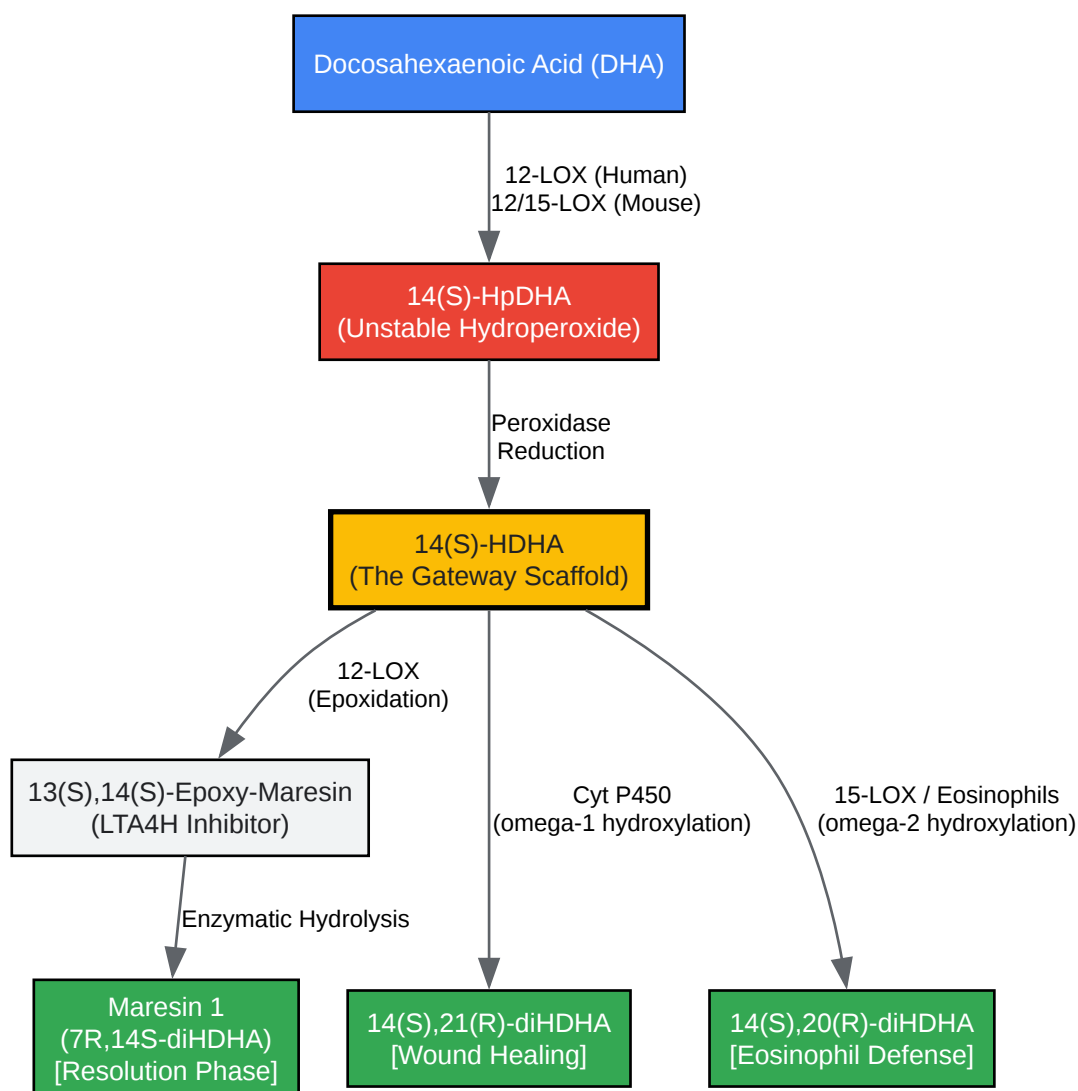 Docosahexaenoic Acid (DHA)
12-LOX (Human)
12/15-LOX (Mouse)
14(S)-HpDHA
(Unstable Hydroperoxide)
Peroxidase
Reduction
14(S)-HDHA
(The Gateway Scaffold)
12-LOX
(Epoxidation)
13(S),14(S)-Epoxy-Maresin
(LTA4H Inhibitor)
Cyt P450
(omega-1 hydroxylation)
15-LOX / Eosinophils
(omega-2 hydroxylation)
Enzymatic Hydrolysis
Maresin 1
(7R,14S-diHDHA)
[Resolution Phase]
14(S),21(R)-diHDHA
[Wound Healing]
14(S),20(R)-diHDHA
[Eosinophil Defense]